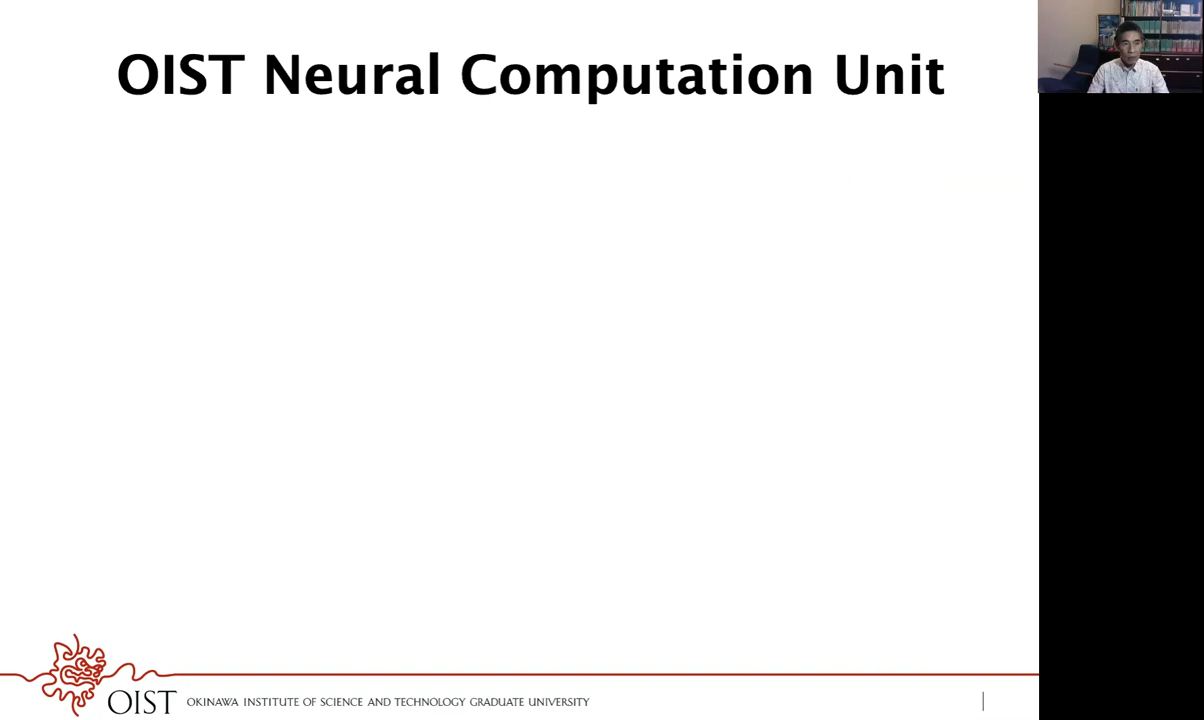 OIST Neural Computation Unit
OIST
OKINAWA INSTITUTE OF SCIENCE AND TECHNOLOGY GRADUATE UNIVERSITY